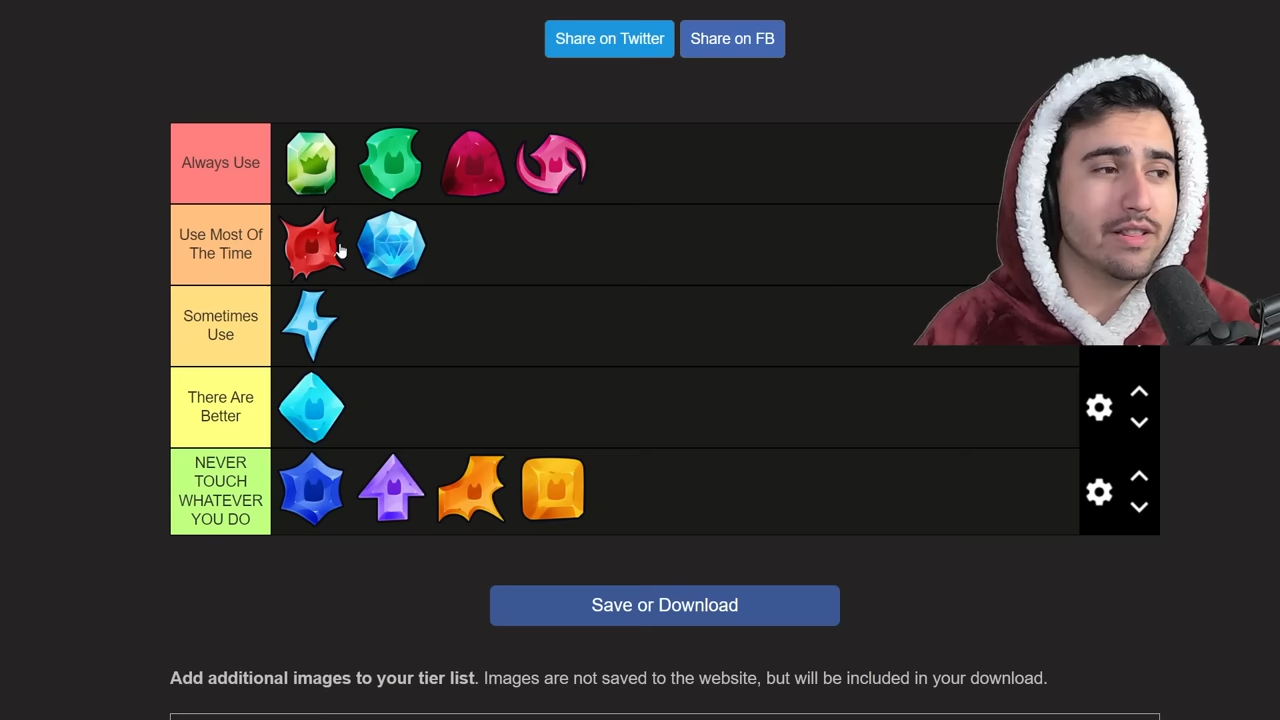 Share on Twitter
Share on FB
Always Use
Use Most Of
The Time
Sometimes
Use
There Are
Better
NEVER
TOUCH
WHATEVER
YOU DO
Save or Download
Add additional images to your tier list. Images are not saved to the website, but will be included in your download.